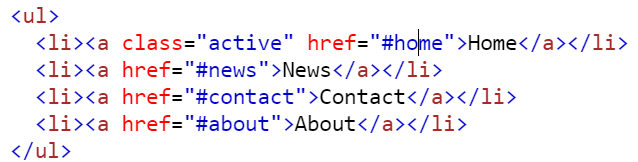 <ul>
  <li><a class="active" href="#home">Home</a></li>
  <li><a href="#news">News</a></li>
  <li><a href="#contact">Contact</a></li>
  <li><a href="#about">About</a></li>
</ul>